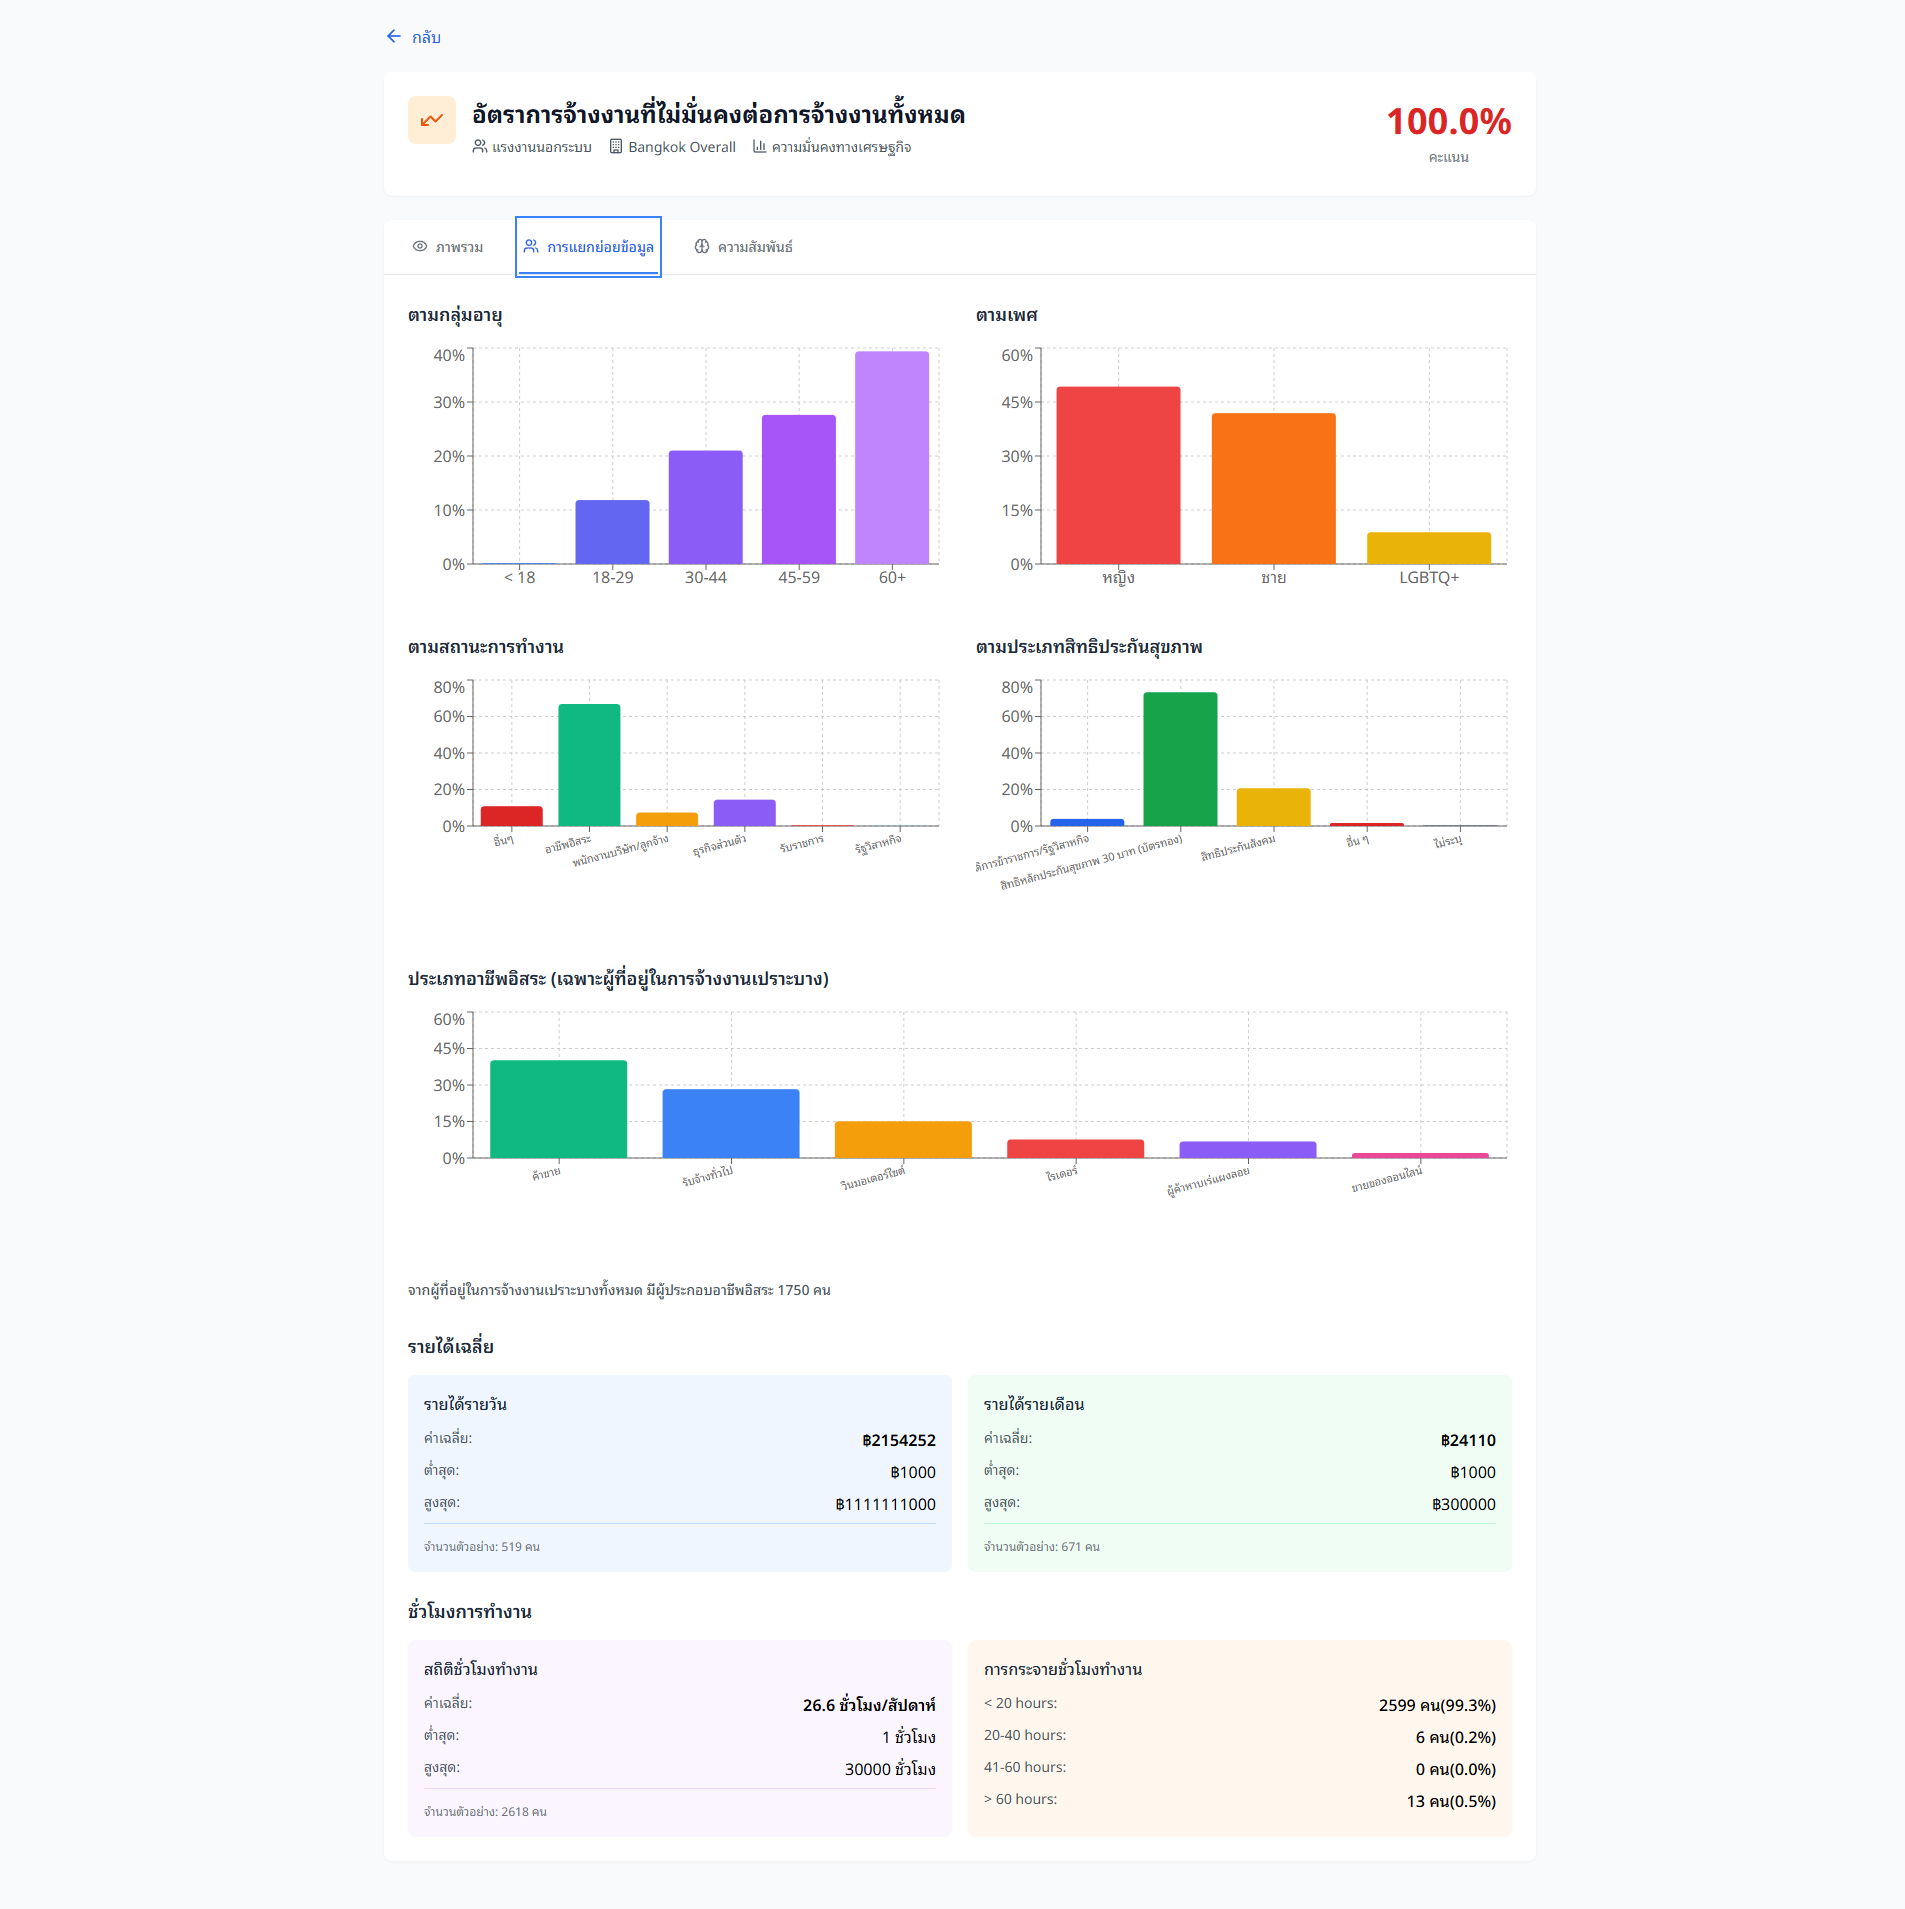 กลับ
อัตราการจ้างงานที่ไม่มั่นคงต่อการจ้างงานทั้งหมด
แรงงานนอกระบบ Bangkok Overall ความมั่นคงทางเศรษฐกิจ
100.0%
คะแนน
ภาพรวม การแยกย่อยข้อมูล ความสัมพันธ์
ตามกลุ่มอายุ
40%
30%
20%
10%
0%
< 18 18-29 30-44 45-59 60+
ตามเพศ
60%
45%
30%
15%
0%
หญิง ชาย LGBTQ+
ตามสถานะการทำงาน
80%
60%
40%
20%
0%
อื่นๆ อาชีพอิสระ พนักงานบริษัท/ลูกจ้าง ธุรกิจส่วนตัว รับราชการ รัฐวิสาหกิจ
ตามประเภทสิทธิประกันสุขภาพ
80%
60%
40%
20%
0%
ดิการข้าราชการ/รัฐวิสาหกิจ สิทธิหลักประกันสุขภาพ 30 บาท (บัตรทอง) สิทธิประกันสังคม อื่น ๆ ไม่ระบุ
ประเภทอาชีพอิสระ (เฉพาะผู้ที่อยู่ในการจ้างงานเปราะบาง)
60%
45%
30%
15%
0%
ค้าขาย รับจ้างทั่วไป วินมอเตอร์ไซต์ ไรเดอร์ ผู้ค้าหาบเร่แผงลอย ขายของออนไลน์
จากผู้ที่อยู่ในการจ้างงานเปราะบางทั้งหมด มีผู้ประกอบอาชีพอิสระ 1750 คน
รายได้เฉลี่ย
รายได้รายวัน
ค่าเฉลี่ย: ฿2154252
ต่ำสุด: ฿1000
สูงสุด: ฿1111111000
จำนวนตัวอย่าง: 519 คน
รายได้รายเดือน
ค่าเฉลี่ย: ฿24110
ต่ำสุด: ฿1000
สูงสุด: ฿300000
จำนวนตัวอย่าง: 671 คน
ชั่วโมงการทำงาน
สถิติชั่วโมงทำงาน
ค่าเฉลี่ย: 26.6 ชั่วโมง/สัปดาห์
ต่ำสุด: 1 ชั่วโมง
สูงสุด: 30000 ชั่วโมง
จำนวนตัวอย่าง: 2618 คน
การกระจายชั่วโมงทำงาน
< 20 hours: 2599 คน(99.3%)
20-40 hours: 6 คน(0.2%)
41-60 hours: 0 คน(0.0%)
> 60 hours: 13 คน(0.5%)